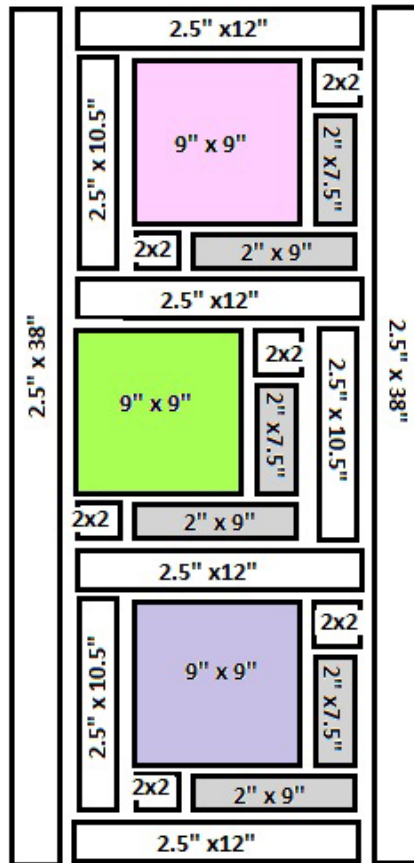 2.5" x12"
2.5" x 10.5"
9" x 9"
2x2
2" x7.5"
2x2
2" x 9"
2.5" x12"
2.5" x 38"
2.5" x 38"
9" x 9"
2x2
2" x7.5"
2.5" x 10.5"
2x2
2" x 9"
2.5" x12"
2.5" x 10.5"
9" x 9"
2x2
2" x7.5"
2x2
2" x 9"
2.5" x12"